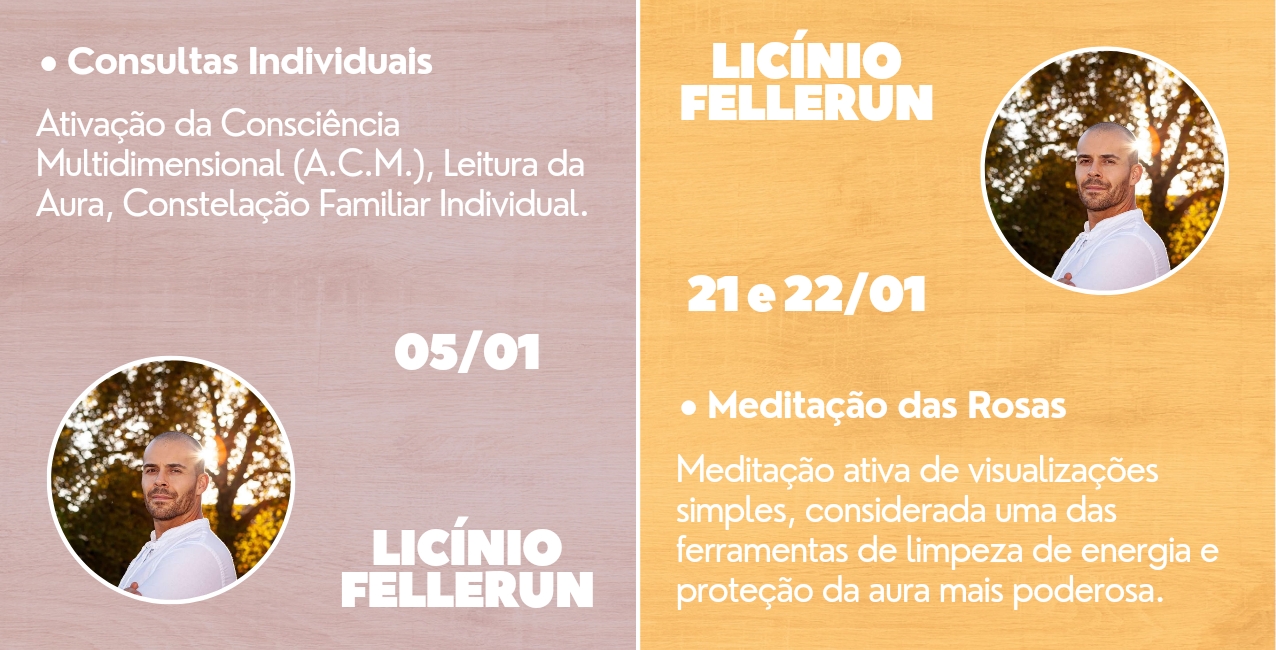 • Consultas Individuais
Ativação da Consciência
Multidimensional (A.C.M.), Leitura da
Aura, Constelação Familiar Individual.
05/01
LICÍNIO
FELLERUN
LICÍNIO
FELLERUN
21 e 22/01
• Meditação das Rosas
Meditação ativa de visualizações
simples, considerada uma das
ferramentas de limpeza de energia e
proteção da aura mais poderosa.